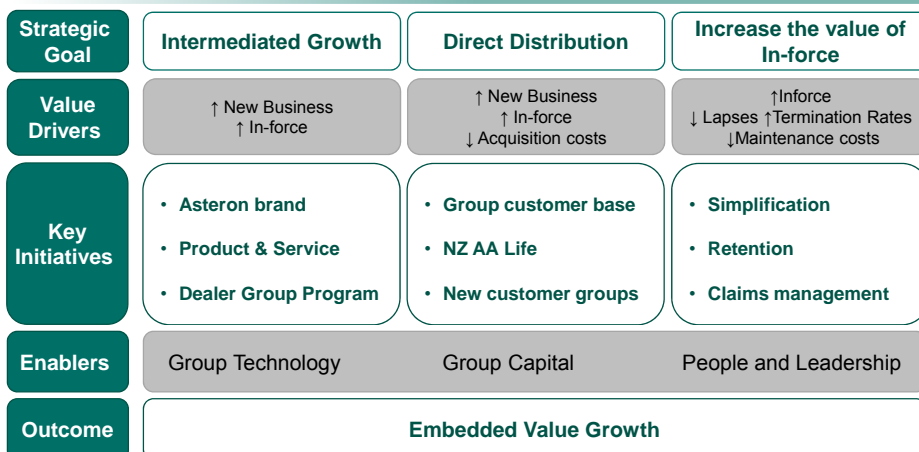 Strategic
Goal
Intermediated Growth
Direct Distribution
Increase the value of
In-force
Value
Drivers
↑ New Business
↑ In-force
↑ New Business
↑ In-force
↓ Acquisition costs
↑Inforce
↓ Lapses ↑Termination Rates
↓Maintenance costs
Key
Initiatives
• Asteron brand
• Product & Service
• Dealer Group Program
• Group customer base
• NZ AA Life
• New customer groups
• Simplification
• Retention
• Claims management
Enablers
Group Technology
Group Capital
People and Leadership
Outcome
Embedded Value Growth